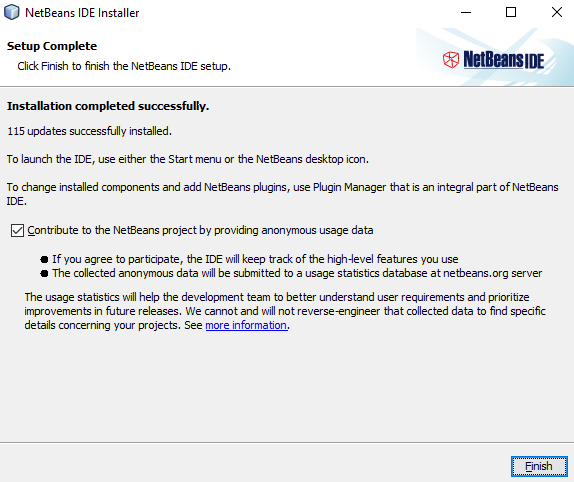 NetBeans IDE Installer
Setup Complete
Click Finish to finish the NetBeans IDE setup.
NetBeans IDE
Installation completed successfully.
115 updates successfully installed.
To launch the IDE, use either the Start menu or the NetBeans desktop icon.
To change installed components and add NetBeans plugins, use Plugin Manager that is an integral part of NetBeans
IDE.
Contribute to the NetBeans project by providing anonymous usage data
● If you agree to participate, the IDE will keep track of the high-level features you use
● The collected anonymous data will be submitted to a usage statistics database at netbeans.org server
The usage statistics will help the development team to better understand user requirements and prioritize
improvements in future releases. We cannot and will not reverse-engineer that collected data to find specific
details concerning your projects. See more information.
Finish